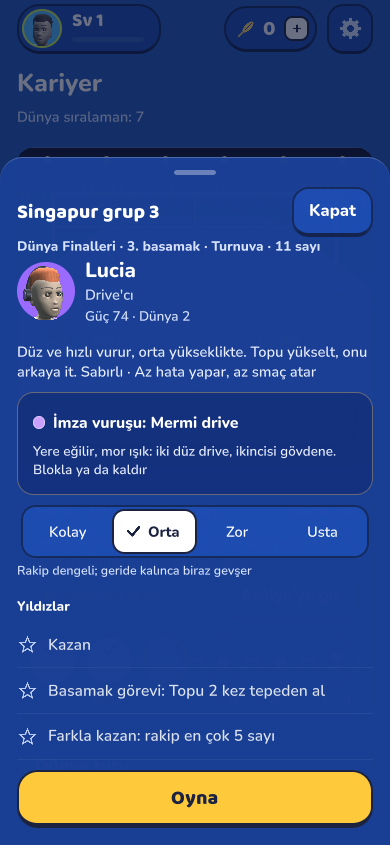 Sv 1
0
+
Kariyer
Dünya sıralaman: 7
Singapur grup 3
Kapat
Dünya Finalleri · 3. basamak · Turnuva · 11 sayı
Lucia
Drive'cı
Güç 74 · Dünya 2
Düz ve hızlı vurur, orta yükseklikte. Topu yükselt, onu
arkaya it. Sabırlı · Az hata yapar, az smaç atar
İmza vuruşu: Mermi drive
Yere eğilir, mor ışık: iki düz drive, ikincisi gövdene.
Blokla ya da kaldır
Kolay
Orta
Zor
Usta
Rakip dengeli; geride kalınca biraz gevşer
Yıldızlar
Kazan
Basamak görevi: Topu 2 kez tepeden al
Farkla kazan: rakip en çok 5 sayı
Oyna